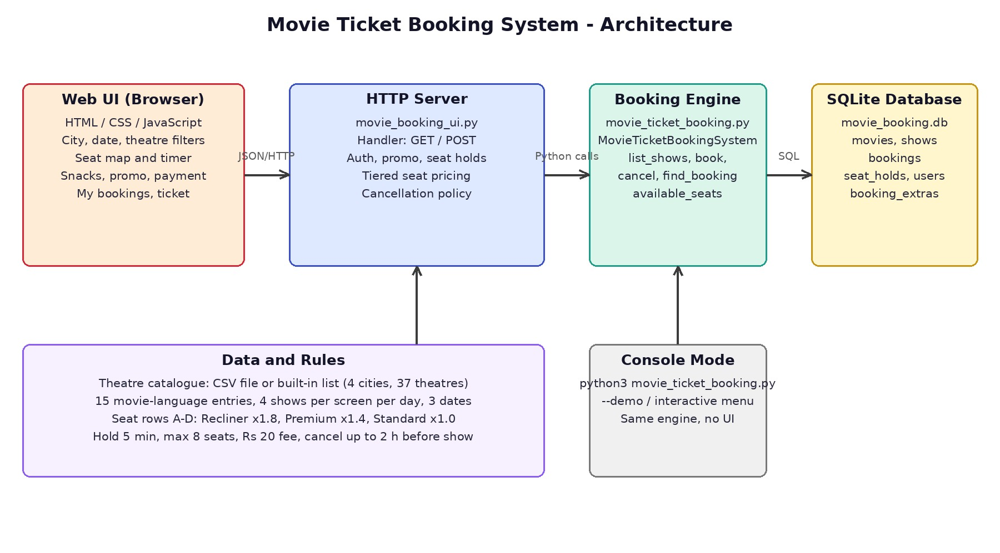 Movie Ticket Booking System - Architecture
Web UI (Browser)
HTML / CSS / JavaScript
City, date, theatre filters
Seat map and timer
Snacks, promo, payment
My bookings, ticket
JSON/HTTP
HTTP Server
movie_booking_ui.py
Handler: GET / POST
Auth, promo, seat holds
Tiered seat pricing
Cancellation policy
Python calls
Booking Engine
movie_ticket_booking.py
MovieTicketBookingSystem
list_shows, book,
cancel, find_booking
available_seats
SQL
SQLite Database
movie_booking.db
movies, shows
bookings
seat_holds, users
booking_extras
Data and Rules
Theatre catalogue: CSV file or built-in list (4 cities, 37 theatres)
15 movie-language entries, 4 shows per screen per day, 3 dates
Seat rows A-D: Recliner x1.8, Premium x1.4, Standard x1.0
Hold 5 min, max 8 seats, Rs 20 fee, cancel up to 2 h before show
Console Mode
python3 movie_ticket_booking.py
--demo / interactive menu
Same engine, no UI